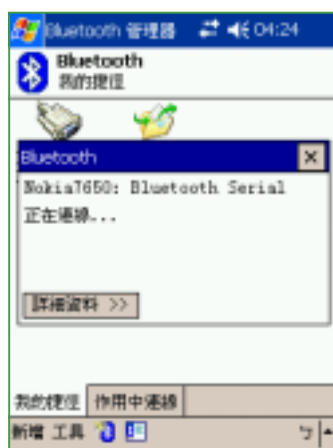 Bluetooth 管理器 04:24
Bluetooth
我的捷徑
Bluetooth
Nokia7650: Bluetooth Serial
正在連線...
詳細資料 >>
我的捷徑 作用中連線
新增 工具 ㄅ